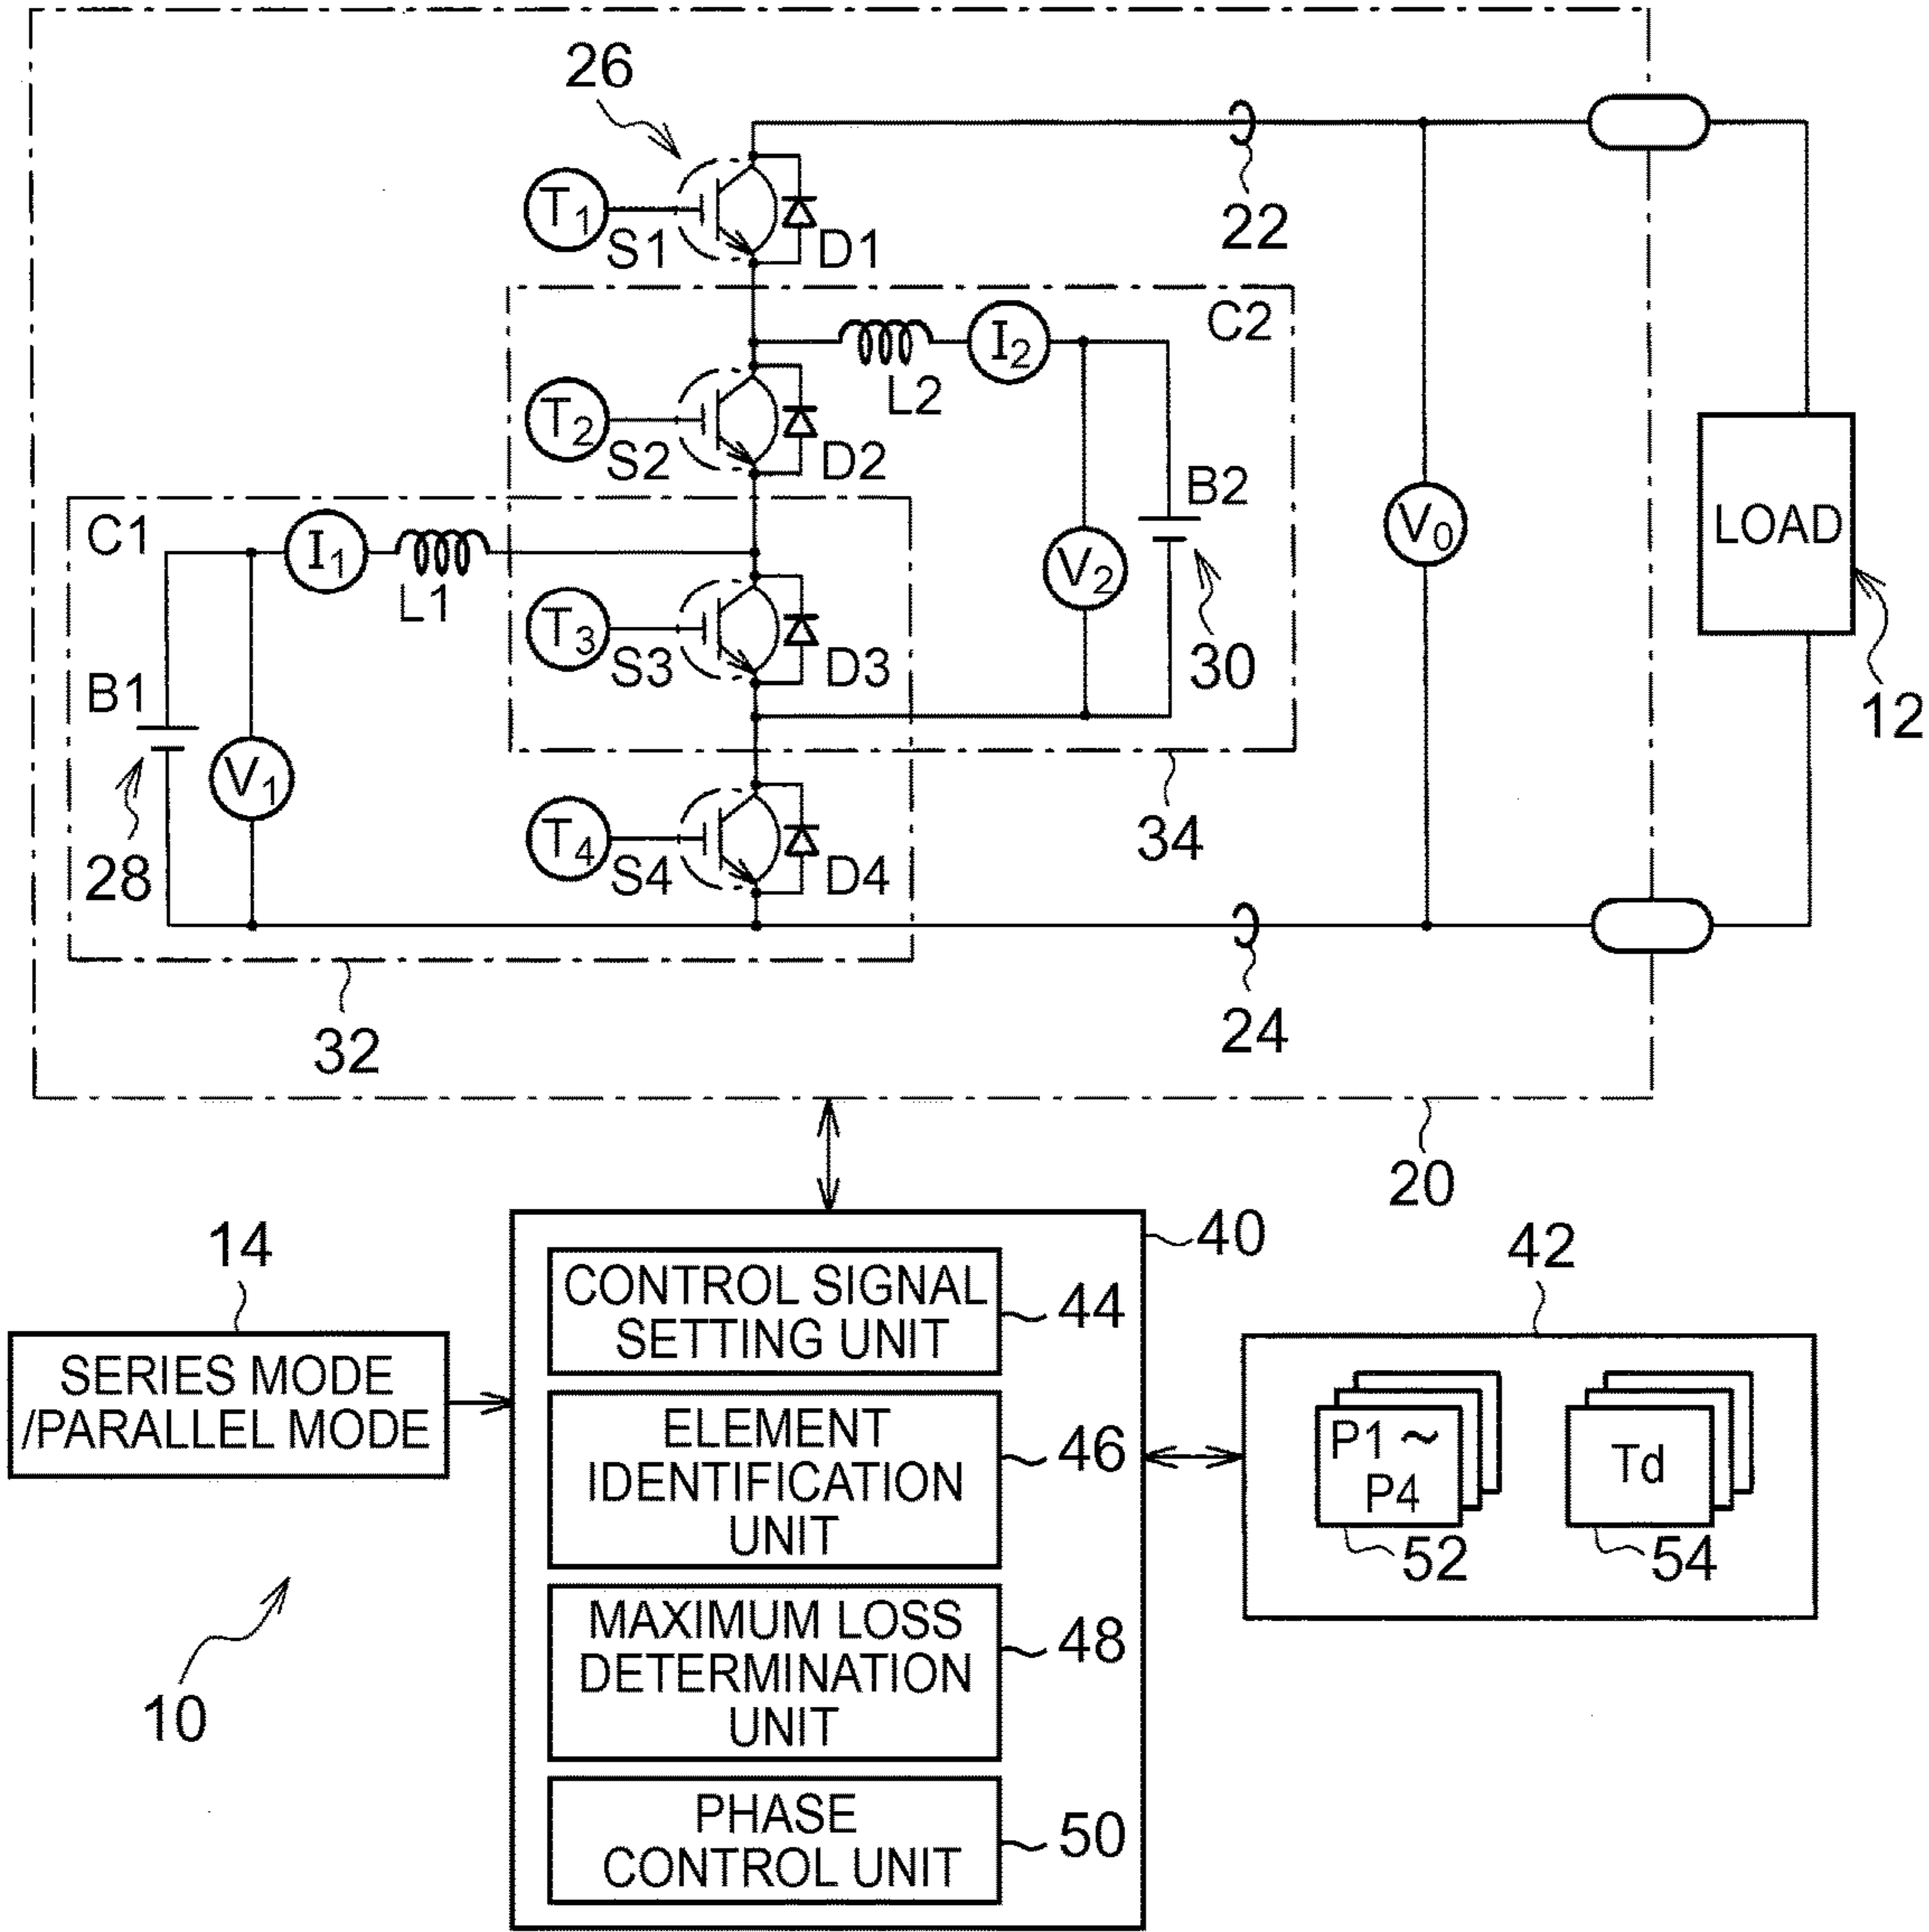 26
T1
S1
D1
22
C2
I2
L2
T2
S2
D2
B2
V0
LOAD
C1
I1
L1
V2
T3
S3
D3
30
12
B1
V1
34
28
T4
S4
D4
32
24
20
14
40
42
CONTROL SIGNAL
SETTING UNIT
44
SERIES MODE
/PARALLEL MODE
ELEMENT
IDENTIFICATION
UNIT
46
P1 ~
P4
Td
52
54
MAXIMUM LOSS
DETERMINATION
UNIT
48
10
PHASE
CONTROL UNIT
50